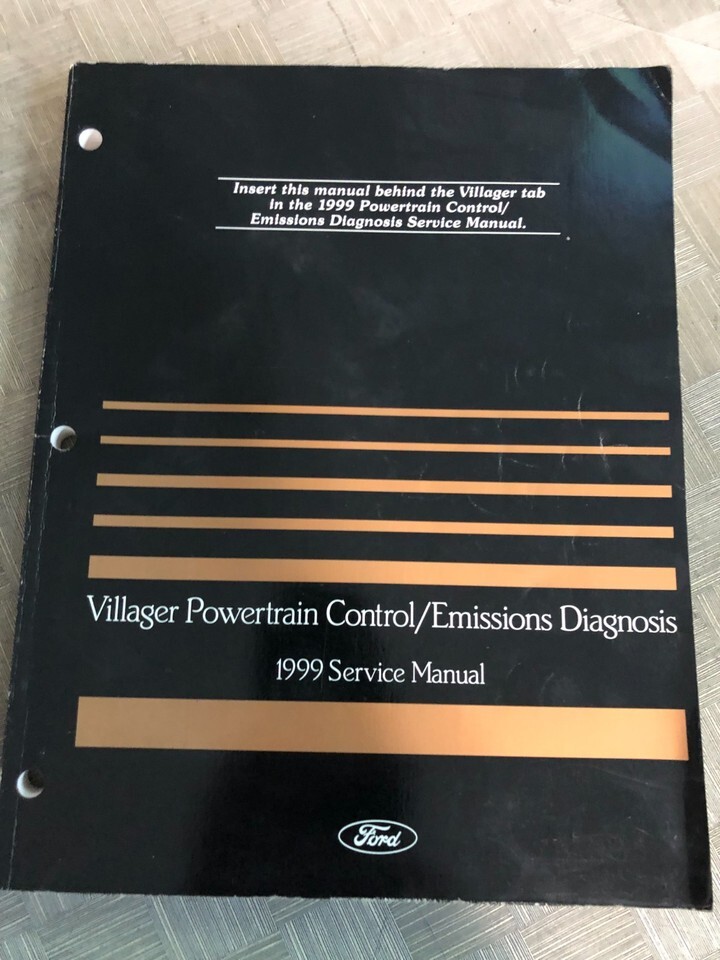 Insert this manual behind the Villager tab
in the 1999 Powertrain Control/
Emissions Diagnosis Service Manual.
Villager Powertrain Control/Emissions Diagnosis
1999 Service Manual
Ford